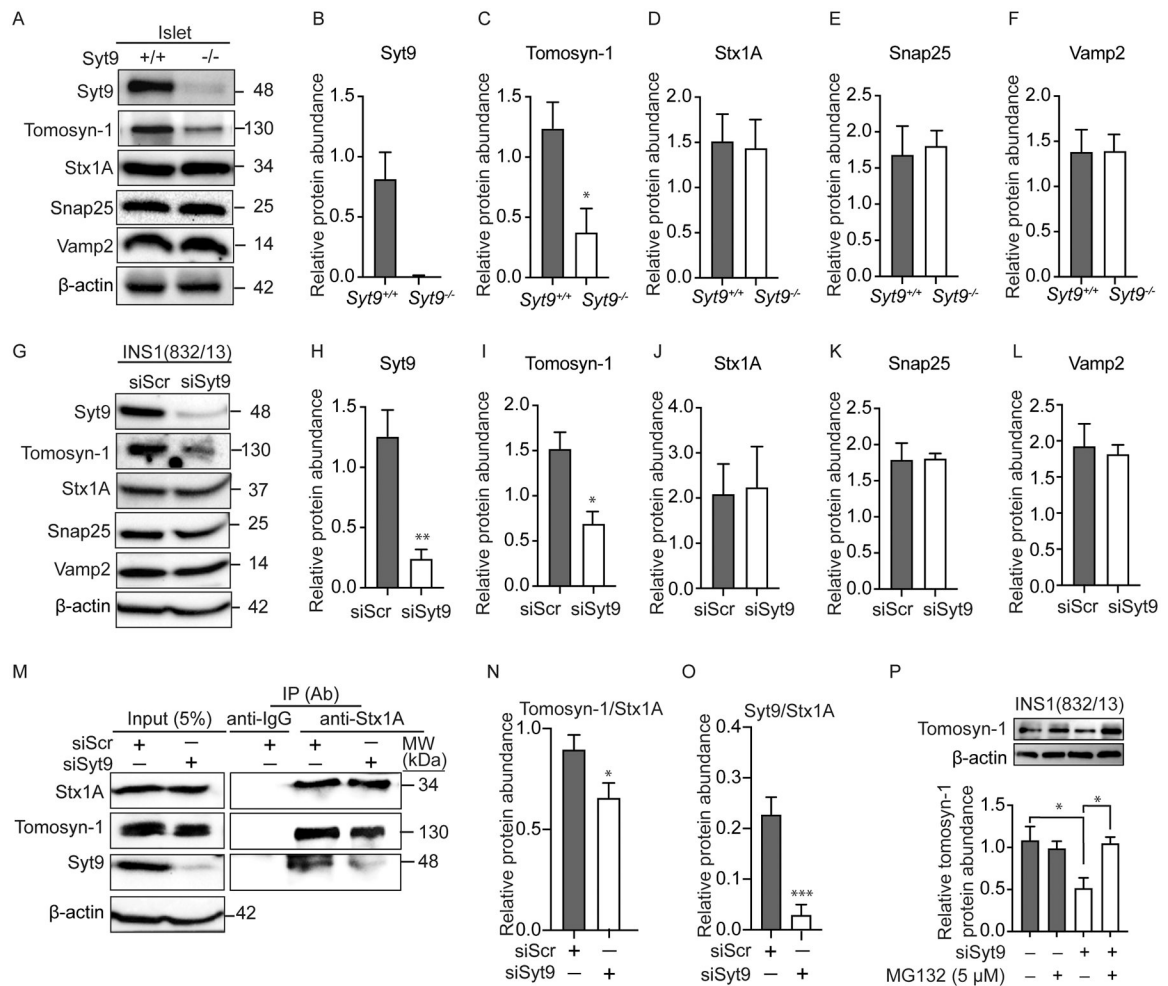 A
Islet
Syt9 +/+ -/-
Syt9 48
Tomosyn-1 130
Stx1A 34
Snap25 25
Vamp2 14
β-actin 42
B
Syt9
Relative protein abundance
1.5
1.0
0.5
0.0
Syt9+/+ Syt9-/-
C
Tomosyn-1
Relative protein abundance
1.5
1.0
0.5
0.0
*
Syt9+/+ Syt9-/-
D
Stx1A
Relative protein abundance
2.0
1.5
1.0
0.5
0.0
Syt9+/+ Syt9-/-
E
Snap25
Relative protein abundance
2.5
2.0
1.5
1.0
0.5
0.0
Syt9+/+ Syt9-/-
F
Vamp2
Relative protein abundance
2.0
1.5
1.0
0.5
0.0
Syt9+/+ Syt9-/-
G
INS1(832/13)
siScr siSyt9
Syt9 48
Tomosyn-1 130
Stx1A 37
Snap25 25
Vamp2 14
β-actin 42
H
Syt9
Relative protein abundance
1.5
1.0
0.5
0.0
**
siScr siSyt9
I
Tomosyn-1
Relative protein abundance
2.0
1.5
1.0
0.5
0.0
*
siScr siSyt9
J
Stx1A
Relative protein abundance
4.0
3.0
2.0
1.0
0.0
siScr siSyt9
K
Snap25
Relative protein abundance
2.5
2.0
1.5
1.0
0.5
0.0
siScr siSyt9
L
Vamp2
Relative protein abundance
2.5
2.0
1.5
1.0
0.5
0.0
siScr siSyt9
M
IP (Ab)
Input (5%) anti-IgG anti-Stx1A
siScr + – + + – MW
siSyt9 – + – – + (kDa)
Stx1A 34
Tomosyn-1 130
Syt9 48
β-actin 42
N
Tomosyn-1/Stx1A
Relative protein abundance
1.0
0.5
0.0
*
siScr + –
siSyt9 – +
O
Syt9/Stx1A
Relative protein abundance
0.4
0.3
0.2
0.1
0.0
***
siScr + –
siSyt9 – +
P
INS1(832/13)
Tomosyn-1
β-actin
Relative tomosyn-1
protein abundance
1.5
1.0
0.5
0.0
* *
siSyt9 – – + +
MG132 (5 µM) – + – +